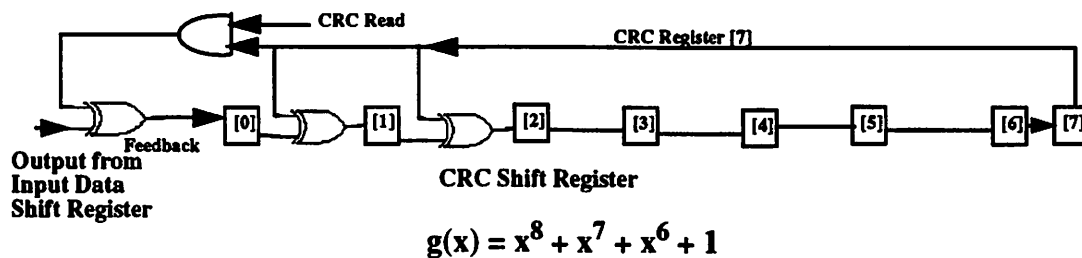 CRC Read
CRC Register [7]
[0]
[1]
[2]
[3]
[4]
[5]
[6]
[7]
Feedback
Output from
Input Data
Shift Register
CRC Shift Register
g(x) = x⁸ + x⁷ + x⁶ + 1